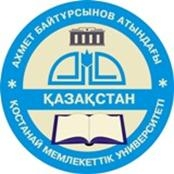 АХМЕТ БАЙТҰРСЫНОВ АТЫНДАҒЫ
ҚАЗАҚСТАН
ҚОСТАНАЙ МЕМЛЕКЕТТІК УНИВЕРСИТЕТІ